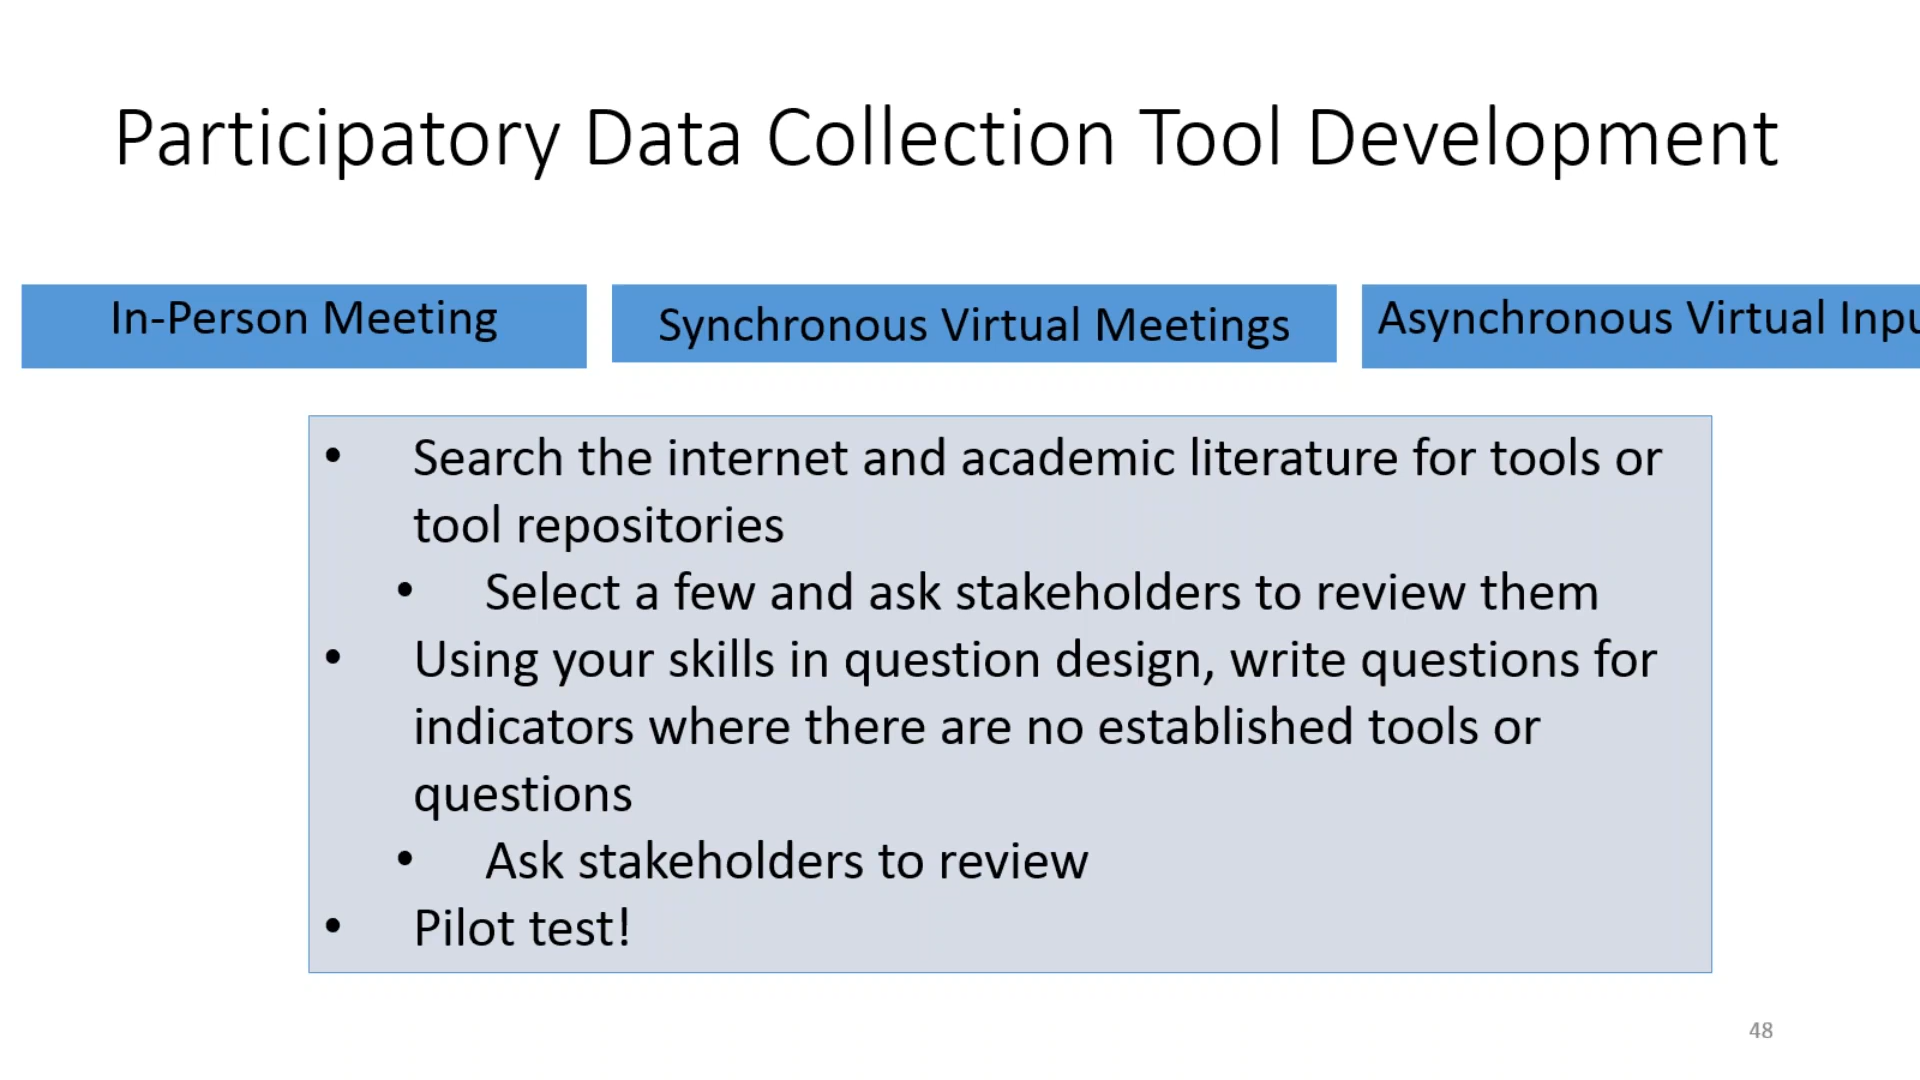 Participatory Data Collection Tool Development
In-Person Meeting
Synchronous Virtual Meetings
Asynchronous Virtual Inpu
• Search the internet and academic literature for tools or
tool repositories
• Select a few and ask stakeholders to review them
• Using your skills in question design, write questions for
indicators where there are no established tools or
questions
• Ask stakeholders to review
• Pilot test!
48